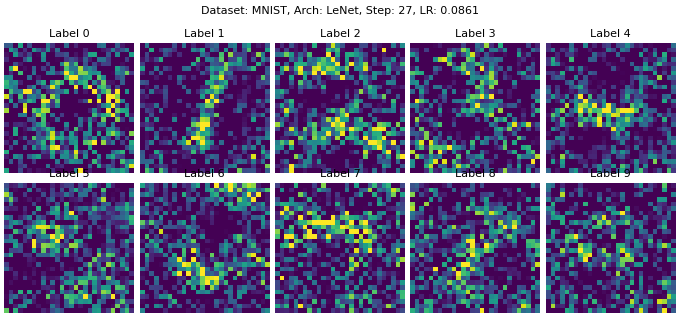 Dataset: MNIST, Arch: LeNet, Step: 27, LR: 0.0861
Label 0 Label 1 Label 2 Label 3 Label 4
Label 5 Label 6 Label 7 Label 8 Label 9